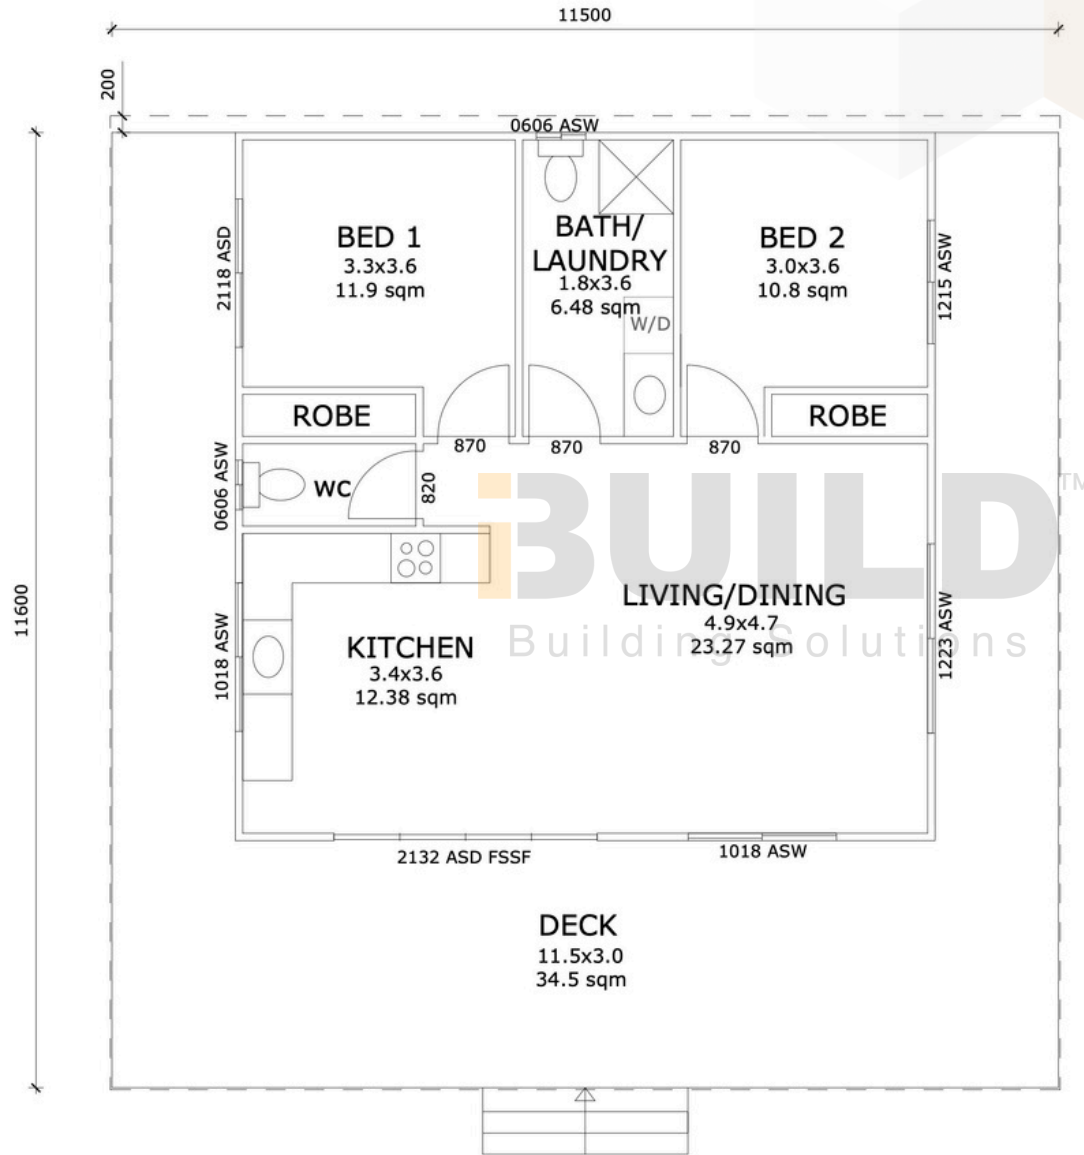 11500
200
0606 ASW
BED 1
3.3x3.6
11.9 sqm
BATH/
LAUNDRY
1.8x3.6
6.48 sqm
W/D
BED 2
3.0x3.6
10.8 sqm
2118 ASD
1215 ASW
ROBE
ROBE
870
870
870
0606 ASW
WC
820
iBUILD™
Building Solutions
11600
1018 ASW
KITCHEN
3.4x3.6
12.38 sqm
LIVING/DINING
4.9x4.7
23.27 sqm
1223 ASW
2132 ASD FSSF
1018 ASW
DECK
11.5x3.0
34.5 sqm